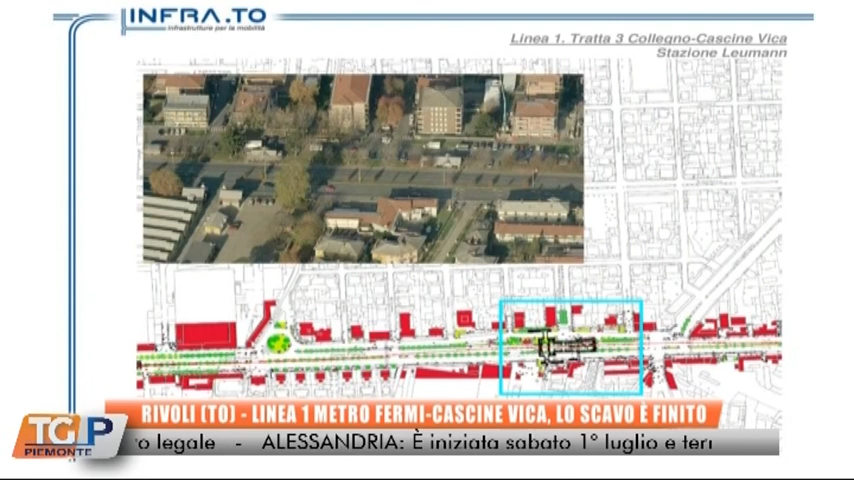 INFRA.TO
infrastrutture per la mobilità
Linea 1. Tratta 3 Collegno-Cascine Vica
Stazione Leumann
RIVOLI (TO) - LINEA 1 METRO FERMI-CASCINE VICA, LO SCAVO È FINITO
TGP
PIEMONTE
o legale - ALESSANDRIA: È iniziata sabato 1° luglio e